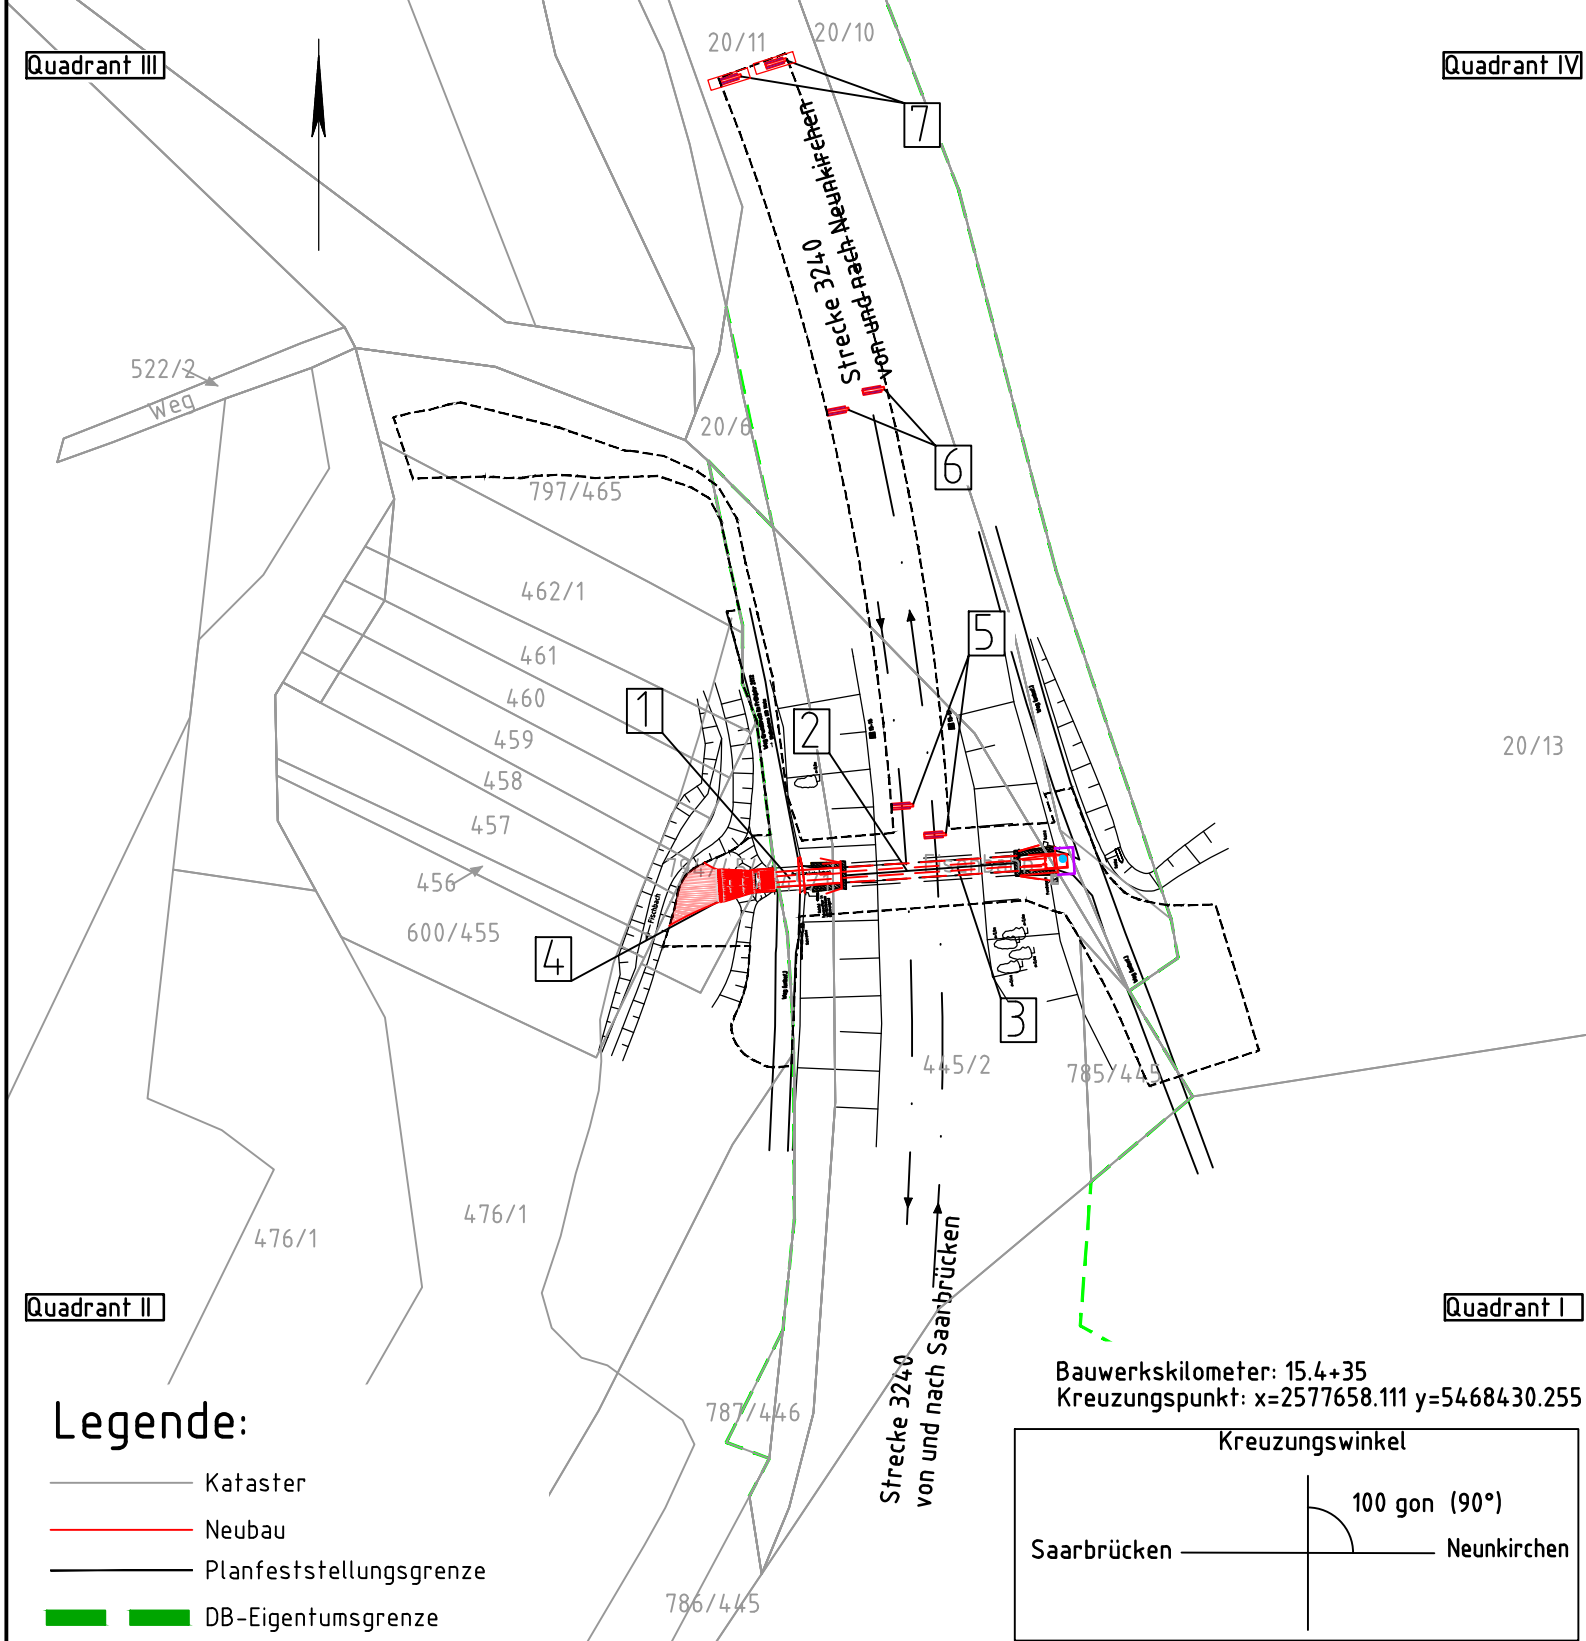 Quadrant III
20/11
20/10
Quadrant IV
7
Strecke 3240
von und nach Neunkirchen
522/2
Weg
20/6
6
797/465
462/1
5
461
1
460
2
459
20/13
458
457
456
Fischbach
600/455
4
3
445/2
785/445
476/1
476/1
Quadrant II
Quadrant I
Strecke 3240
von und nach Saarbrücken
787/446
786/445
Bauwerkskilometer: 15.4+35
Kreuzungspunkt: x=2577658.111 y=5468430.255
Kreuzungswinkel
100 gon (90°)
Saarbrücken
Neunkirchen
Legende:
Kataster
Neubau
Planfeststellungsgrenze
DB-Eigentumsgrenze